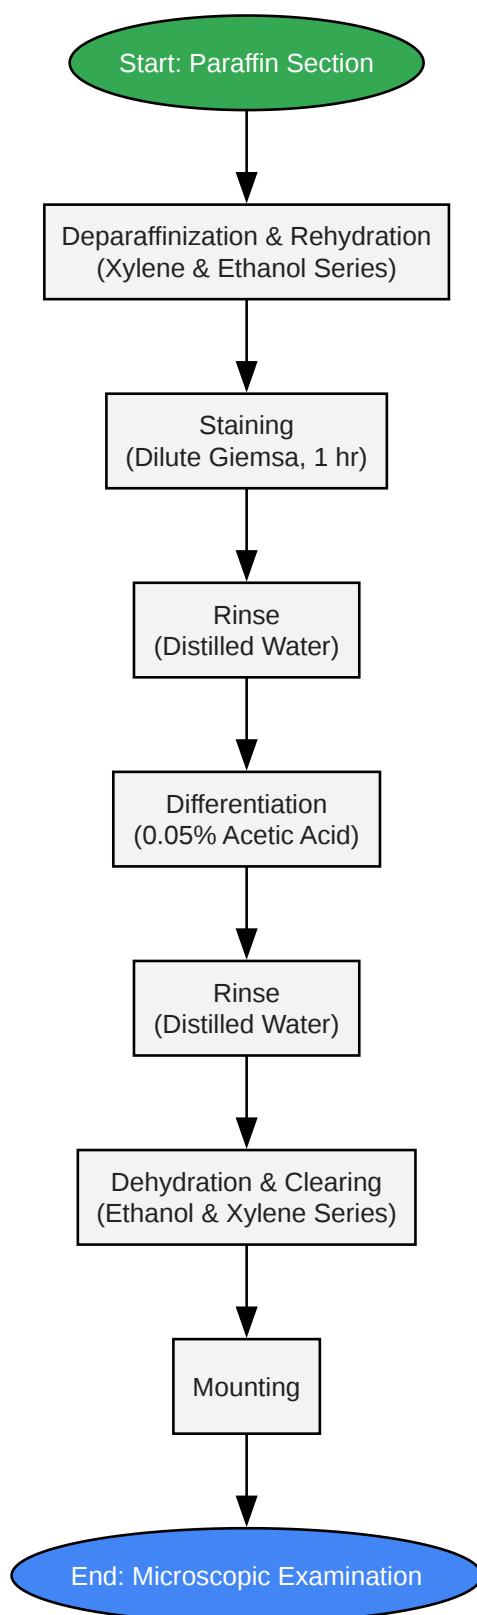 Start: Paraffin Section
Deparaffinization & Rehydration
(Xylene & Ethanol Series)
Staining
(Dilute Giemsa, 1 hr)
Rinse
(Distilled Water)
Differentiation
(0.05% Acetic Acid)
Rinse
(Distilled Water)
Dehydration & Clearing
(Ethanol & Xylene Series)
Mounting
End: Microscopic Examination